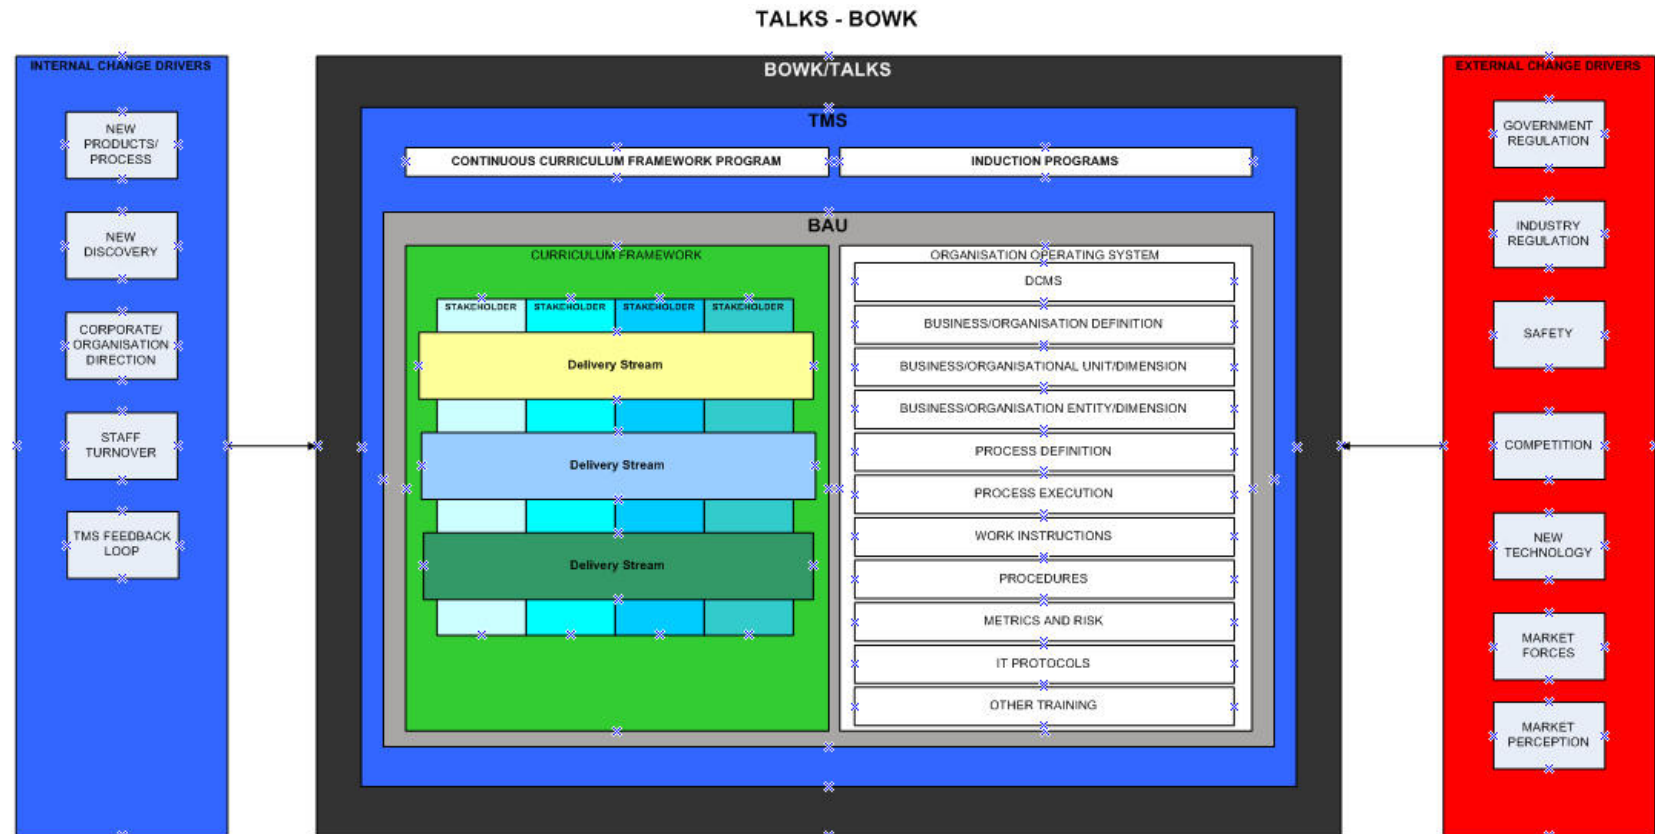 TALKS - BOWK
INTERNAL CHANGE DRIVERS
NEW
PRODUCTS/
PROCESS
NEW
DISCOVERY
CORPORATE/
ORGANISATION
DIRECTION
STAFF
TURNOVER
TMS FEEDBACK
LOOP
BOWK/TALKS
TMS
CONTINUOUS CURRICULUM FRAMEWORK PROGRAM
INDUCTION PROGRAMS
BAU
CURRICULUM FRAMEWORK
STAKEHOLDER
STAKEHOLDER
STAKEHOLDER
STAKEHOLDER
Delivery Stream
Delivery Stream
Delivery Stream
ORGANISATION OPERATING SYSTEM
DCMS
BUSINESS/ORGANISATION DEFINITION
BUSINESS/ORGANISATIONAL UNIT/DIMENSION
BUSINESS/ORGANISATION ENTITY/DIMENSION
PROCESS DEFINITION
PROCESS EXECUTION
WORK INSTRUCTIONS
PROCEDURES
METRICS AND RISK
IT PROTOCOLS
OTHER TRAINING
EXTERNAL CHANGE DRIVERS
GOVERNMENT
REGULATION
INDUSTRY
REGULATION
SAFETY
COMPETITION
NEW
TECHNOLOGY
MARKET
FORCES
MARKET
PERCEPTION